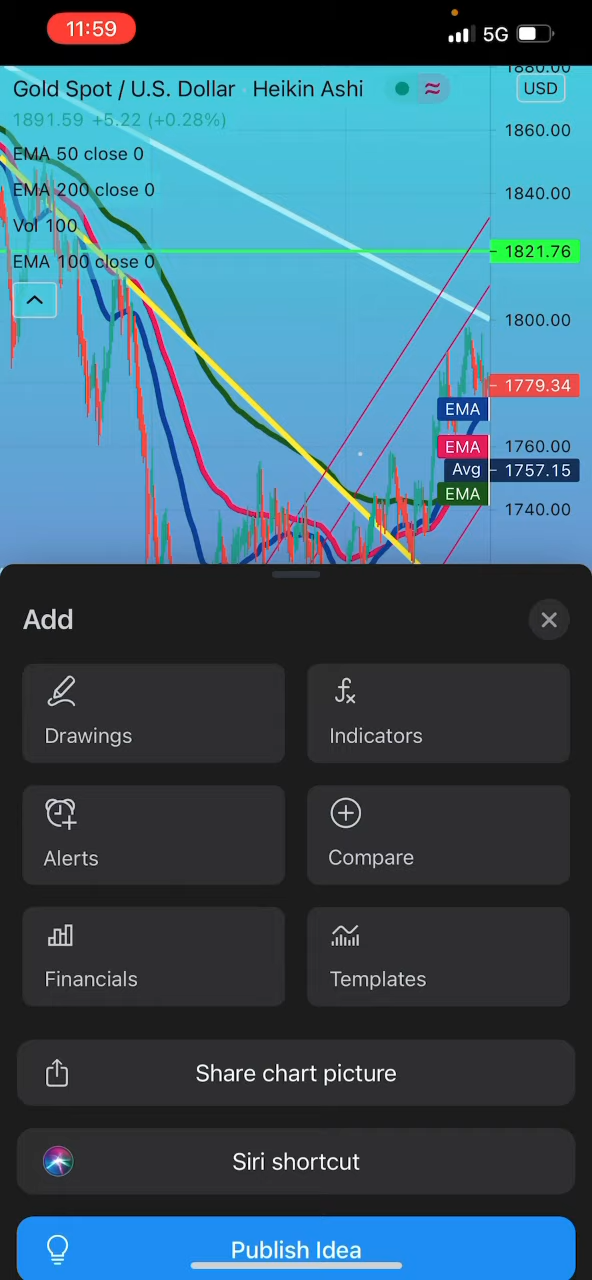 11:59
5G
Gold Spot / U.S. Dollar · Heikin Ashi
USD
1880.00
1891.59 +5.22 (+0.28%)
1860.00
EMA 50 close 0
EMA 200 close 0
1840.00
Vol 100
1821.76
EMA 100 close 0
1800.00
1779.34
EMA
EMA
1760.00
Avg
1757.15
EMA
1740.00
Add
Drawings
Indicators
Alerts
Compare
Financials
Templates
Share chart picture
Siri shortcut
Publish Idea